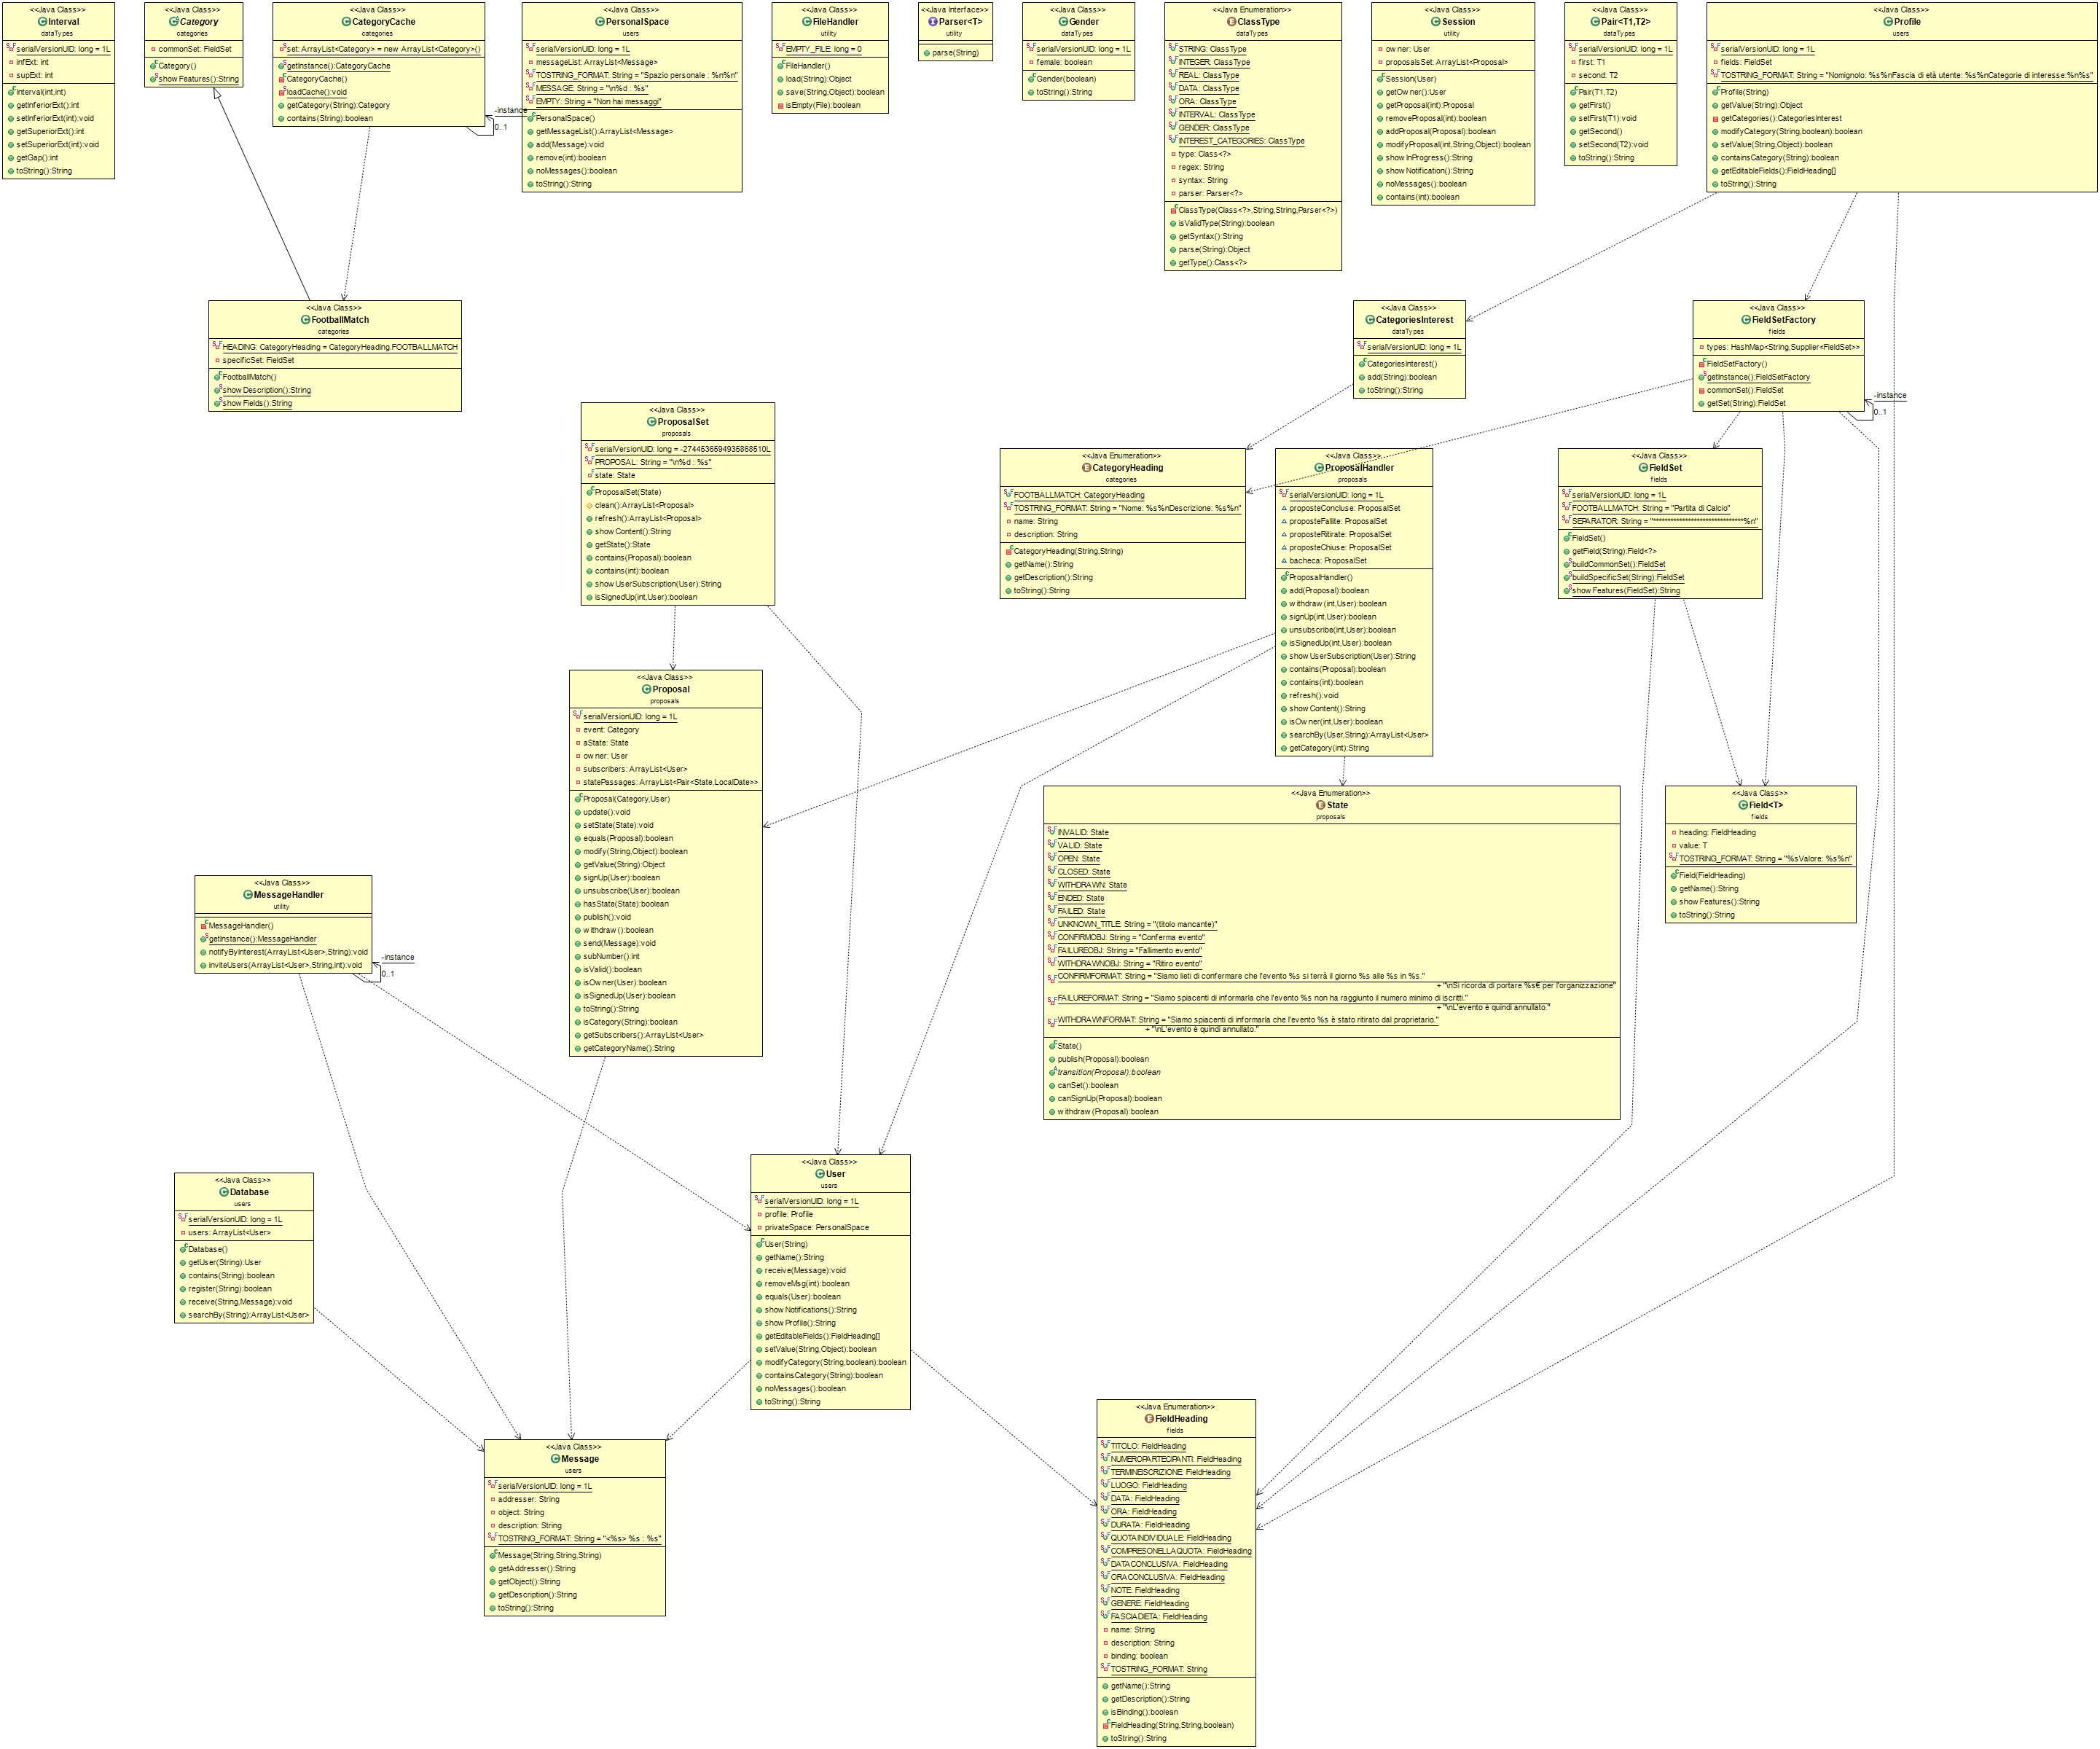 <<Java Class>>
Interval
dataTypes
serialVersionUID: long = 1L
infExt: int
supExt: int
Interval(int,int)
getInferiorExt():int
setInferiorExt(int):void
getSuperiorExt():int
setSuperiorExt(int):void
getGap():int
toString():String
<<Java Class>>
Category
categories
commonSet: FieldSet
Category()
show Features():String
<<Java Class>>
CategoryCache
categories
set: ArrayList<Category> = new ArrayList<Category>()
getInstance():CategoryCache
CategoryCache()
loadCache():void
getCategory(String):Category
contains(String):boolean
-instance
0..1
<<Java Class>>
PersonalSpace
users
serialVersionUID: long = 1L
messageList: ArrayList<Message>
TOSTRING_FORMAT: String = "Spazio personale : %n%n"
MESSAGE: String = "\n%d : %s"
EMPTY: String = "Non hai messaggi"
PersonalSpace()
getMessageList():ArrayList<Message>
add(Message):void
remove(int):boolean
noMessages():boolean
toString():String
<<Java Class>>
FileHandler
utility
EMPTY_FILE: long = 0
FileHandler()
load(String):Object
save(String,Object):boolean
isEmpty(File):boolean
<<Java Interface>>
Parser<T>
utility
parse(String)
<<Java Class>>
Gender
dataTypes
serialVersionUID: long = 1L
female: boolean
Gender(boolean)
toString():String
<<Java Enumeration>>
ClassType
dataTypes
STRING: ClassType
INTEGER: ClassType
REAL: ClassType
DATA: ClassType
ORA: ClassType
INTERVAL: ClassType
GENDER: ClassType
INTEREST_CATEGORIES: ClassType
type: Class<?>
regex: String
syntax: String
parser: Parser<?>
ClassType(Class<?>,String,String,Parser<?>)
isValidType(String):boolean
getSyntax():String
parse(String):Object
getType():Class<?>
<<Java Class>>
Session
utility
ow ner: User
proposalsSet: ArrayList<Proposal>
Session(User)
getOw ner():User
getProposal(int):Proposal
removeProposal(int):boolean
addProposal(Proposal):boolean
modifyProposal(int,String,Object):boolean
show InProgress():String
show Notification():String
noMessages():boolean
contains(int):boolean
<<Java Class>>
Pair<T1,T2>
dataTypes
serialVersionUID: long = 1L
first: T1
second: T2
Pair(T1,T2)
getFirst()
setFirst(T1):void
getSecond()
setSecond(T2):void
toString():String
<<Java Class>>
Profile
users
serialVersionUID: long = 1L
fields: FieldSet
TOSTRING_FORMAT: String = "Nomignolo: %s%nFascia di età utente: %s%nCategorie di interesse:%n%s"
Profile(String)
getValue(String):Object
getCategories():CategoriesInterest
modifyCategory(String,boolean):boolean
setValue(String,Object):boolean
containsCategory(String):boolean
getEditableFields():FieldHeading[]
toString():String
<<Java Class>>
FootballMatch
categories
HEADING: CategoryHeading = CategoryHeading.FOOTBALLMATCH
specificSet: FieldSet
FootballMatch()
show Description():String
show Fields():String
<<Java Class>>
CategoriesInterest
dataTypes
serialVersionUID: long = 1L
CategoriesInterest()
add(String):boolean
toString():String
<<Java Class>>
FieldSetFactory
fields
types: HashMap<String,Supplier<FieldSet>>
FieldSetFactory()
getInstance():FieldSetFactory
commonSet():FieldSet
getSet(String):FieldSet
-instance
0..1
<<Java Class>>
ProposalSet
proposals
serialVersionUID: long = -2744536594935868510L
PROPOSAL: String = "\n%d : %s"
state: State
ProposalSet(State)
clean():ArrayList<Proposal>
refresh():ArrayList<Proposal>
show Content():String
getState():State
contains(Proposal):boolean
contains(int):boolean
show UserSubscription(User):String
isSignedUp(int,User):boolean
<<Java Enumeration>>
CategoryHeading
categories
FOOTBALLMATCH: CategoryHeading
TOSTRING_FORMAT: String = "Nome: %s%nDescrizione: %s%n"
name: String
description: String
CategoryHeading(String,String)
getName():String
getDescription():String
toString():String
<<Java Class>>
ProposalHandler
proposals
serialVersionUID: long = 1L
proposteConcluse: ProposalSet
proposteFallite: ProposalSet
proposteRitirate: ProposalSet
proposteChiuse: ProposalSet
bacheca: ProposalSet
ProposalHandler()
add(Proposal):boolean
w ithdraw (int,User):boolean
signUp(int,User):boolean
unsubscribe(int,User):boolean
isSignedUp(int,User):boolean
show UserSubscription(User):String
contains(Proposal):boolean
contains(int):boolean
refresh():void
show Content():String
isOw ner(int,User):boolean
searchBy(User,String):ArrayList<User>
getCategory(int):String
<<Java Class>>
FieldSet
fields
serialVersionUID: long = 1L
FOOTBALLMATCH: String = "Partita di Calcio"
FieldSet()
getField(String):Field<?>
buildCommonSet():FieldSet
buildSpecificSet(String):FieldSet
show Features(FieldSet):String
<<Java Class>>
Proposal
proposals
serialVersionUID: long = 1L
event: Category
aState: State
ow ner: User
subscribers: ArrayList<User>
statePassages: ArrayList<Pair<State,LocalDate>>
Proposal(Category,User)
update():void
setState(State):void
equals(Proposal):boolean
modify(String,Object):boolean
getValue(String):Object
signUp(User):boolean
unsubscribe(User):boolean
hasState(State):boolean
publish():void
w ithdraw ():boolean
send(Message):void
subNumber():int
isValid():boolean
isOw ner(User):boolean
isSignedUp(User):boolean
toString():String
isCategory(String):boolean
getSubscribers():ArrayList<User>
getCategoryName():String
<<Java Enumeration>>
State
proposals
INVALID: State
VALID: State
OPEN: State
CLOSED: State
WITHDRAWN: State
ENDED: State
FAILED: State
UNKNOWN_TITLE: String = "(titolo mancante)"
CONFIRMOBJ: String = "Conferma evento"
FAILUREOBJ: String = "Fallimento evento"
WITHDRAWNOBJ: String = "Ritiro evento"
CONFIRMFORMAT: String = "Siamo lieti di confermare che l'evento %s si terrà il giorno %s alle %s in %s."
+ "\nSi ricorda di portare %s€ per l'organizzazione"
FAILUREFORMAT: String = "Siamo spiacenti di informarla che l'evento %s non ha raggiunto il numero minimo di iscritti."
+ "\nL'evento è quindi annullato."
WITHDRAWNFORMAT: String = "Siamo spiacenti di informarla che l'evento %s è stato ritirato dal proprietario."
+ "\nL'evento è quindi annullato."
State()
publish(Proposal):boolean
transition(Proposal):boolean
canSet():boolean
canSignUp(Proposal):boolean
w ithdraw (Proposal):boolean
<<Java Class>>
Field<T>
fields
heading: FieldHeading
value: T
TOSTRING_FORMAT: String = "%sValore: %s%n"
Field(FieldHeading)
getName():String
show Features():String
toString():String
<<Java Class>>
MessageHandler
utility
MessageHandler()
getInstance():MessageHandler
notifyByInterest(ArrayList<User>,String):void
inviteUsers(ArrayList<User>,String,int):void
-instance
0..1
<<Java Class>>
Database
users
serialVersionUID: long = 1L
users: ArrayList<User>
Database()
getUser(String):User
contains(String):boolean
register(String):boolean
receive(String,Message):void
searchBy(String):ArrayList<User>
<<Java Class>>
User
users
serialVersionUID: long = 1L
profile: Profile
privateSpace: PersonalSpace
User(String)
getName():String
receive(Message):void
removeMsg(int):boolean
equals(User):boolean
show Notifications():String
show Profile():String
getEditableFields():FieldHeading[]
setValue(String,Object):boolean
modifyCategory(String,boolean):boolean
containsCategory(String):boolean
noMessages():boolean
toString():String
<<Java Class>>
Message
users
serialVersionUID: long = 1L
addresser: String
object: String
description: String
TOSTRING_FORMAT: String = "<%s> %s : %s"
Message(String,String,String)
getAddresser():String
getObject():String
getDescription():String
toString():String
<<Java Enumeration>>
FieldHeading
fields
TITOLO: FieldHeading
NUMEROPARTECIPANTI: FieldHeading
TERMINEISCRIZIONE: FieldHeading
LUOGO: FieldHeading
DATA: FieldHeading
ORA: FieldHeading
DURATA: FieldHeading
QUOTAINDIVIDUALE: FieldHeading
COMPRESONELLAQUOTA: FieldHeading
DATACONCLUSIVA: FieldHeading
ORACONCLUSIVA: FieldHeading
NOTE: FieldHeading
GENERE: FieldHeading
FASCIADIETA: FieldHeading
name: String
description: String
binding: boolean
TOSTRING_FORMAT: String
getName():String
getDescription():String
isBinding():boolean
FieldHeading(String,String,boolean)
toString():String